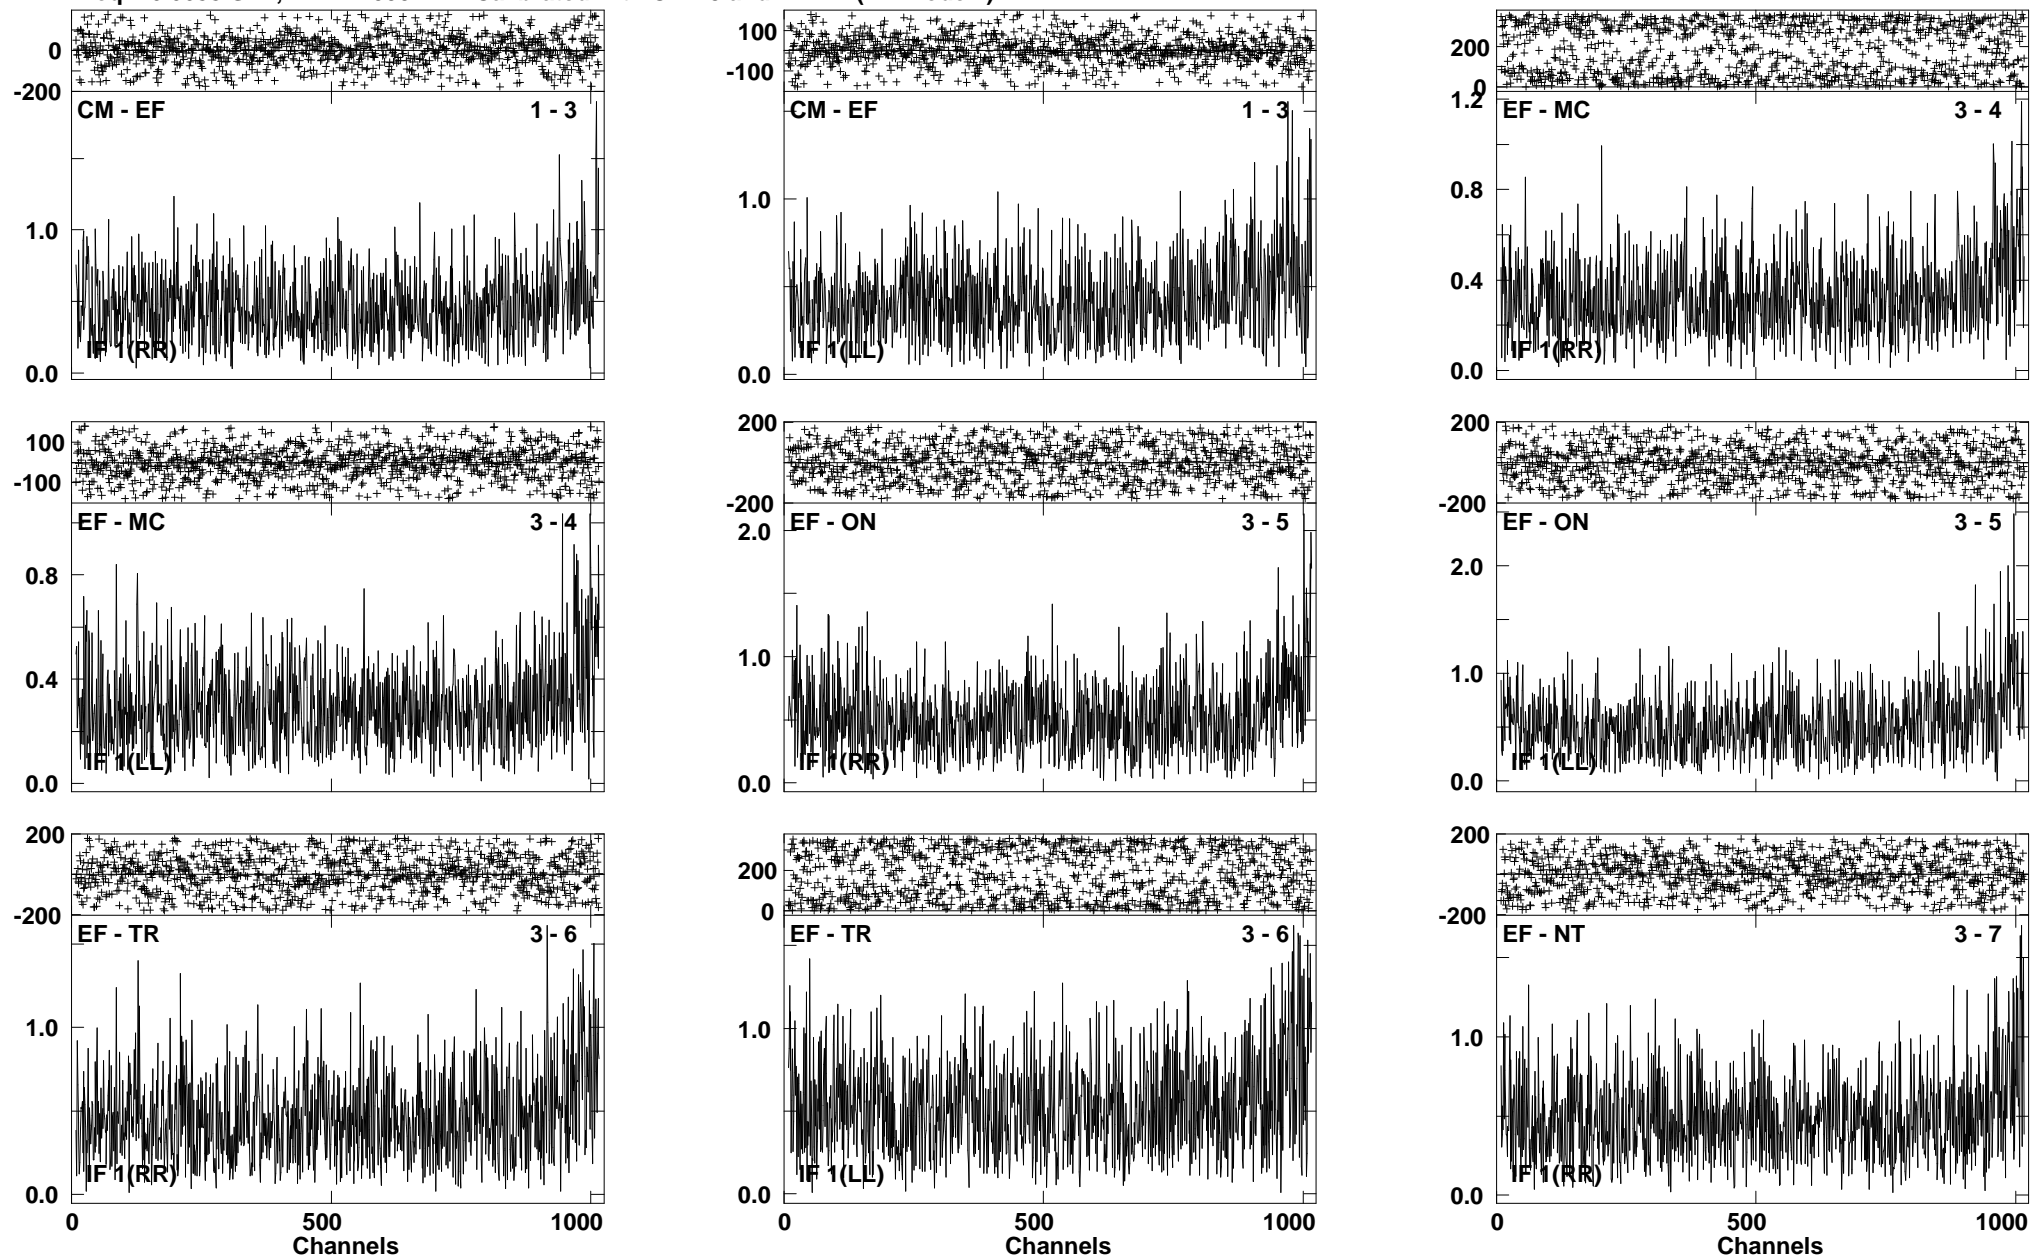 0
-200
CM - EF 1 - 3
1.0
IF 1(RR)
0.0
100
-100
CM - EF 1 - 3
1.0
IF 1(LL)
0.0
200
0
1.2
EF - MC 3 - 4
0.8
0.4
IF 1(RR)
0.0
100
-100
EF - MC 3 - 4
0.8
0.4
IF 1(LL)
0.0
200
-200
EF - ON 3 - 5
2.0
1.0
IF 1(RR)
0.0
200
-200
EF - ON 3 - 5
2.0
1.0
IF 1(LL)
0.0
200
-200
EF - TR 3 - 6
1.0
IF 1(RR)
0.0
0 500 1000
Channels
200
0
EF - TR 3 - 6
1.0
IF 1(LL)
0.0
0 500 1000
Channels
200
-200
EF - NT 3 - 7
1.0
IF 1(RR)
0.0
0 500 1000
Channels